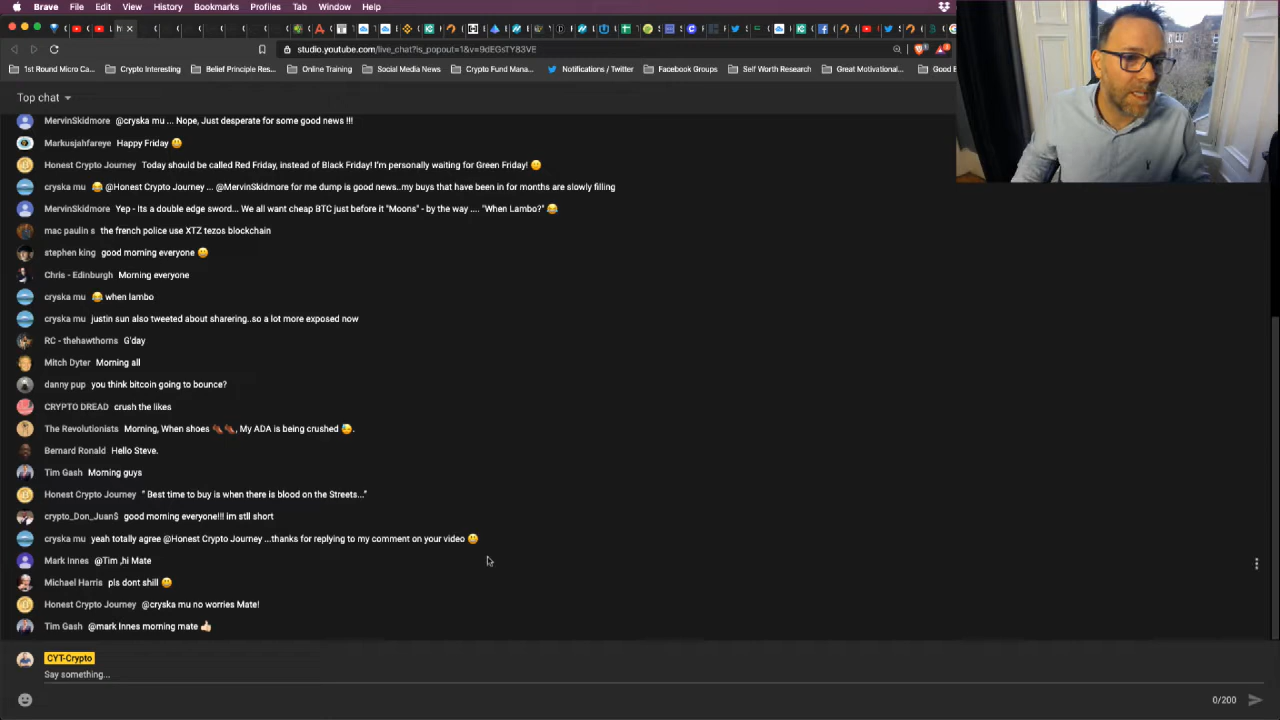 Brave File Edit View History Bookmarks Profiles Tab Window Help
studio.youtube.com/live_chat?is_popout=1&v=9dEGsTY83VE
1st Round Micro Ca... Crypto Interesting Belief Principle Res... Online Training Social Media News Crypto Fund Mana... Notifications / Twitter Facebook Groups Self Worth Research Great Motivational... Good B
Top chat
MervinSkidmore @cryska mu ... Nope, Just desperate for some good news !!!
Markusjahfareye Happy Friday 😀
Honest Crypto Journey Today should be called Red Friday, instead of Black Friday! I'm personally waiting for Green Friday! 🙂
cryska mu 😂 @Honest Crypto Journey ... @MervinSkidmore for me dump is good news..my buys that have been in for months are slowly filling
MervinSkidmore Yep - Its a double edge sword... We all want cheap BTC just before it "Moons" - by the way .... "When Lambo?" 😂
mac paulin s the french police use XTZ tezos blockchain
stephen king good morning everyone 😀
Chris - Edinburgh Morning everyone
cryska mu 😂 when lambo
cryska mu justin sun also tweeted about sharering..so a lot more exposed now
RC - thehawthorns G'day
Mitch Dyter Morning all
danny pup you think bitcoin going to bounce?
CRYPTO DREAD crush the likes
The Revolutionists Morning, When shoes 👠👠, My ADA is being crushed 😓.
Bernard Ronald Hello Steve.
Tim Gash Morning guys
Honest Crypto Journey " Best time to buy is when there is blood on the Streets..."
crypto_Don_Juan$ good morning everyone!!! im stll short
cryska mu yeah totally agree @Honest Crypto Journey ...thanks for replying to my comment on your video 😀
Mark Innes @Tim ,hi Mate
Michael Harris pls dont shill 😀
Honest Crypto Journey @cryska mu no worries Mate!
Tim Gash @mark Innes morning mate 👍
CYT-Crypto
Say something...
0/200